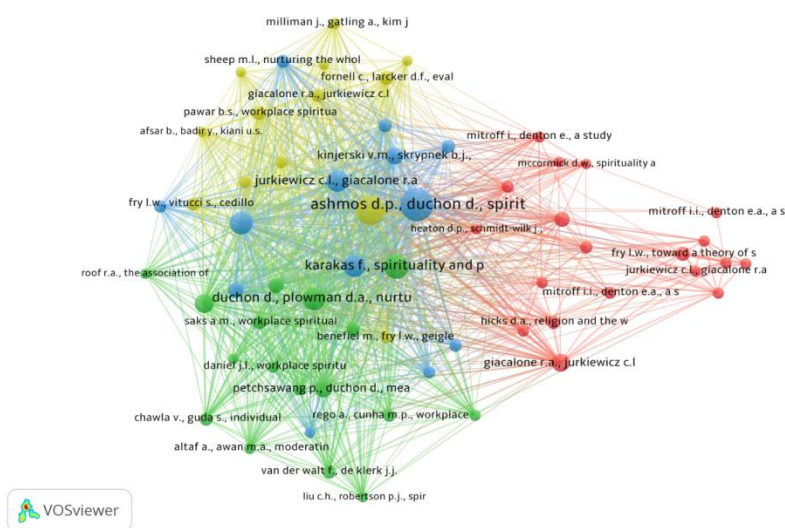 milliman j., gatling a., kim j
sheep m.l., nurturing the whol
fornell c., larcker d.f., eval
giacalone r.a., jurkiewicz c.l
pawar b.s., workplace spiritua
afsar b., badir y., kiani u.s.
mitroff i., denton e., a study
kinjerski v.m., skrypnek b.j.,
mccormick d.w., spirituality a
jurkiewicz c.l., giacalone r.a
fry l.w., vitucci s., cedillo
ashmos d.p., duchon d., spirit
mitroff i.i., denton e.a., a s
heaton d.p., schmidt-wilk j.,
fry l.w., toward a theory of s
karakas f., spirituality and p
roof r.a., the association of
jurkiewicz c.l., giacalone r.a
mitroff i.i., denton e.a., a s
duchon d., plowman d.a., nurtu
saks a.m., workplace spirituai
hicks d.a., religion and the w
benefiel m., fry l.w., geigle
giacalone r.a., jurkiewicz c.l
daniel j.l., workplace spiritu
petchsawang p., duchon d., mea
chawla v., guda s., individual
rego a., cunha m.p., workplace
altaf a., awan m.a., moderatin
van der walt f., de klerk j.j.
liu c.h., robertson p.j., spir
VOSviewer